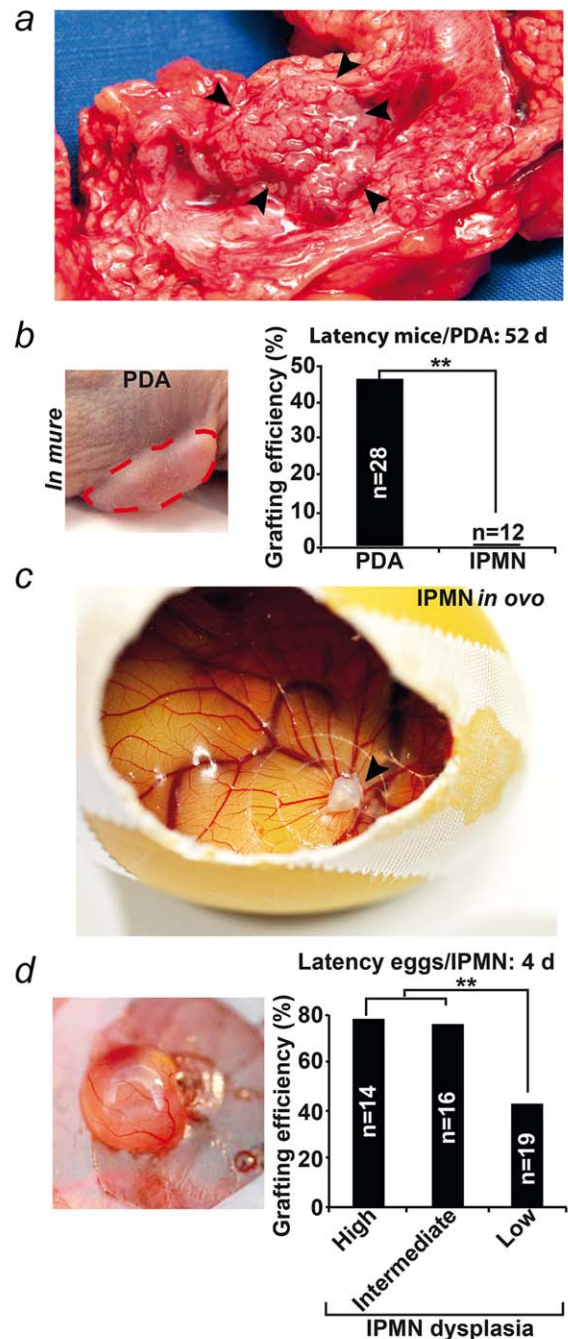 a
b
PDA
In mure
Latency mice/PDA: 52 d
Grafting efficiency (%)
50
40
30
20
10
0
**
n=28
n=12
PDA
IPMN
c
IPMN in ovo
d
Latency eggs/IPMN: 4 d
Grafting efficiency (%)
80
60
40
20
0
**
n=14
n=16
n=19
High
Intermediate
Low
IPMN dysplasia